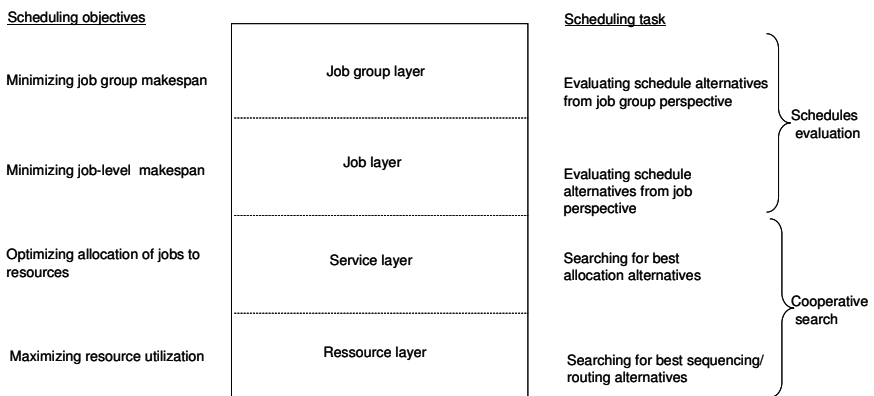 Scheduling objectives
Scheduling task
Minimizing job group makespan
Job group layer
Evaluating schedule alternatives
from job group perspective
Schedules
evaluation
Minimizing job-level makespan
Job layer
Evaluating schedule
alternatives from job
perspective
Optimizing allocation of jobs to
resources
Service layer
Searching for best
allocation alternatives
Cooperative
search
Maximizing resource utilization
Ressource layer
Searching for best sequencing/
routing alternatives